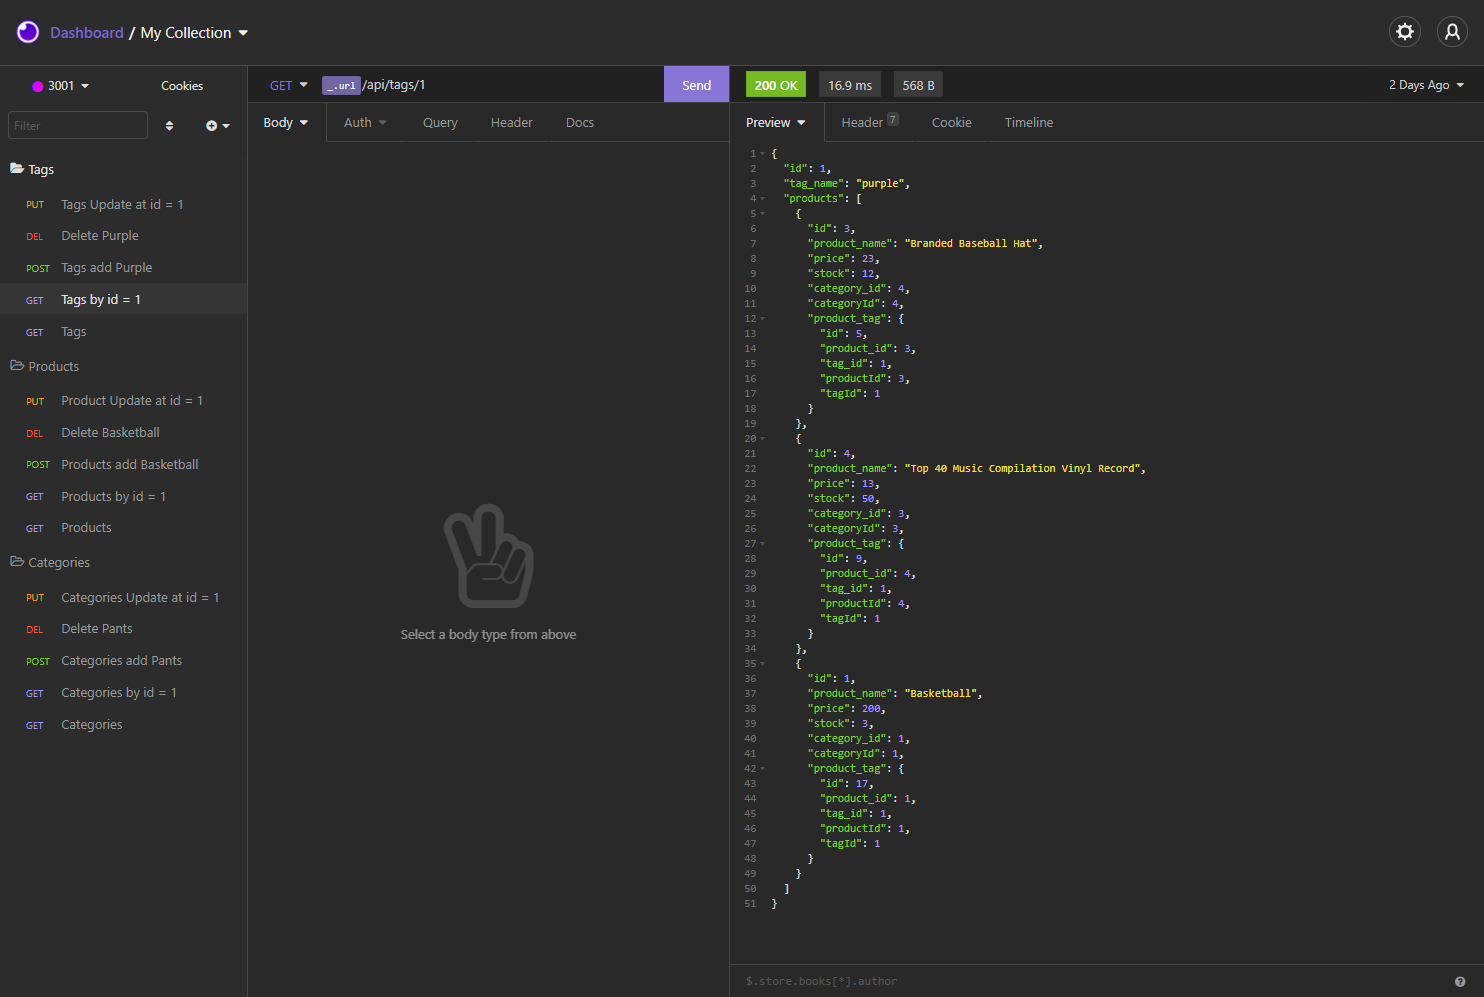 Dashboard / My Collection
3001 Cookies
Filter
Tags
PUT Tags Update at id = 1
DEL Delete Purple
POST Tags add Purple
GET Tags by id = 1
GET Tags
Products
PUT Product Update at id = 1
DEL Delete Basketball
POST Products add Basketball
GET Products by id = 1
GET Products
Categories
PUT Categories Update at id = 1
DEL Delete Pants
POST Categories add Pants
GET Categories by id = 1
GET Categories
GET _.url /api/tags/1 Send
Body Auth Query Header Docs
Select a body type from above
200 OK 16.9 ms 568 B 2 Days Ago
Preview Header 7 Cookie Timeline
1 {
2 "id": 1,
3 "tag_name": "purple",
4 "products": [
5 {
6 "id": 3,
7 "product_name": "Branded Baseball Hat",
8 "price": 23,
9 "stock": 12,
10 "category_id": 4,
11 "categoryId": 4,
12 "product_tag": {
13 "id": 5,
14 "product_id": 3,
15 "tag_id": 1,
16 "productId": 3,
17 "tagId": 1
18 }
19 },
20 {
21 "id": 4,
22 "product_name": "Top 40 Music Compilation Vinyl Record",
23 "price": 13,
24 "stock": 50,
25 "category_id": 3,
26 "categoryId": 3,
27 "product_tag": {
28 "id": 9,
29 "product_id": 4,
30 "tag_id": 1,
31 "productId": 4,
32 "tagId": 1
33 }
34 },
35 {
36 "id": 1,
37 "product_name": "Basketball",
38 "price": 200,
39 "stock": 3,
40 "category_id": 1,
41 "categoryId": 1,
42 "product_tag": {
43 "id": 17,
44 "product_id": 1,
45 "tag_id": 1,
46 "productId": 1,
47 "tagId": 1
48 }
49 }
50 ]
51 }
$.store.books[*].author